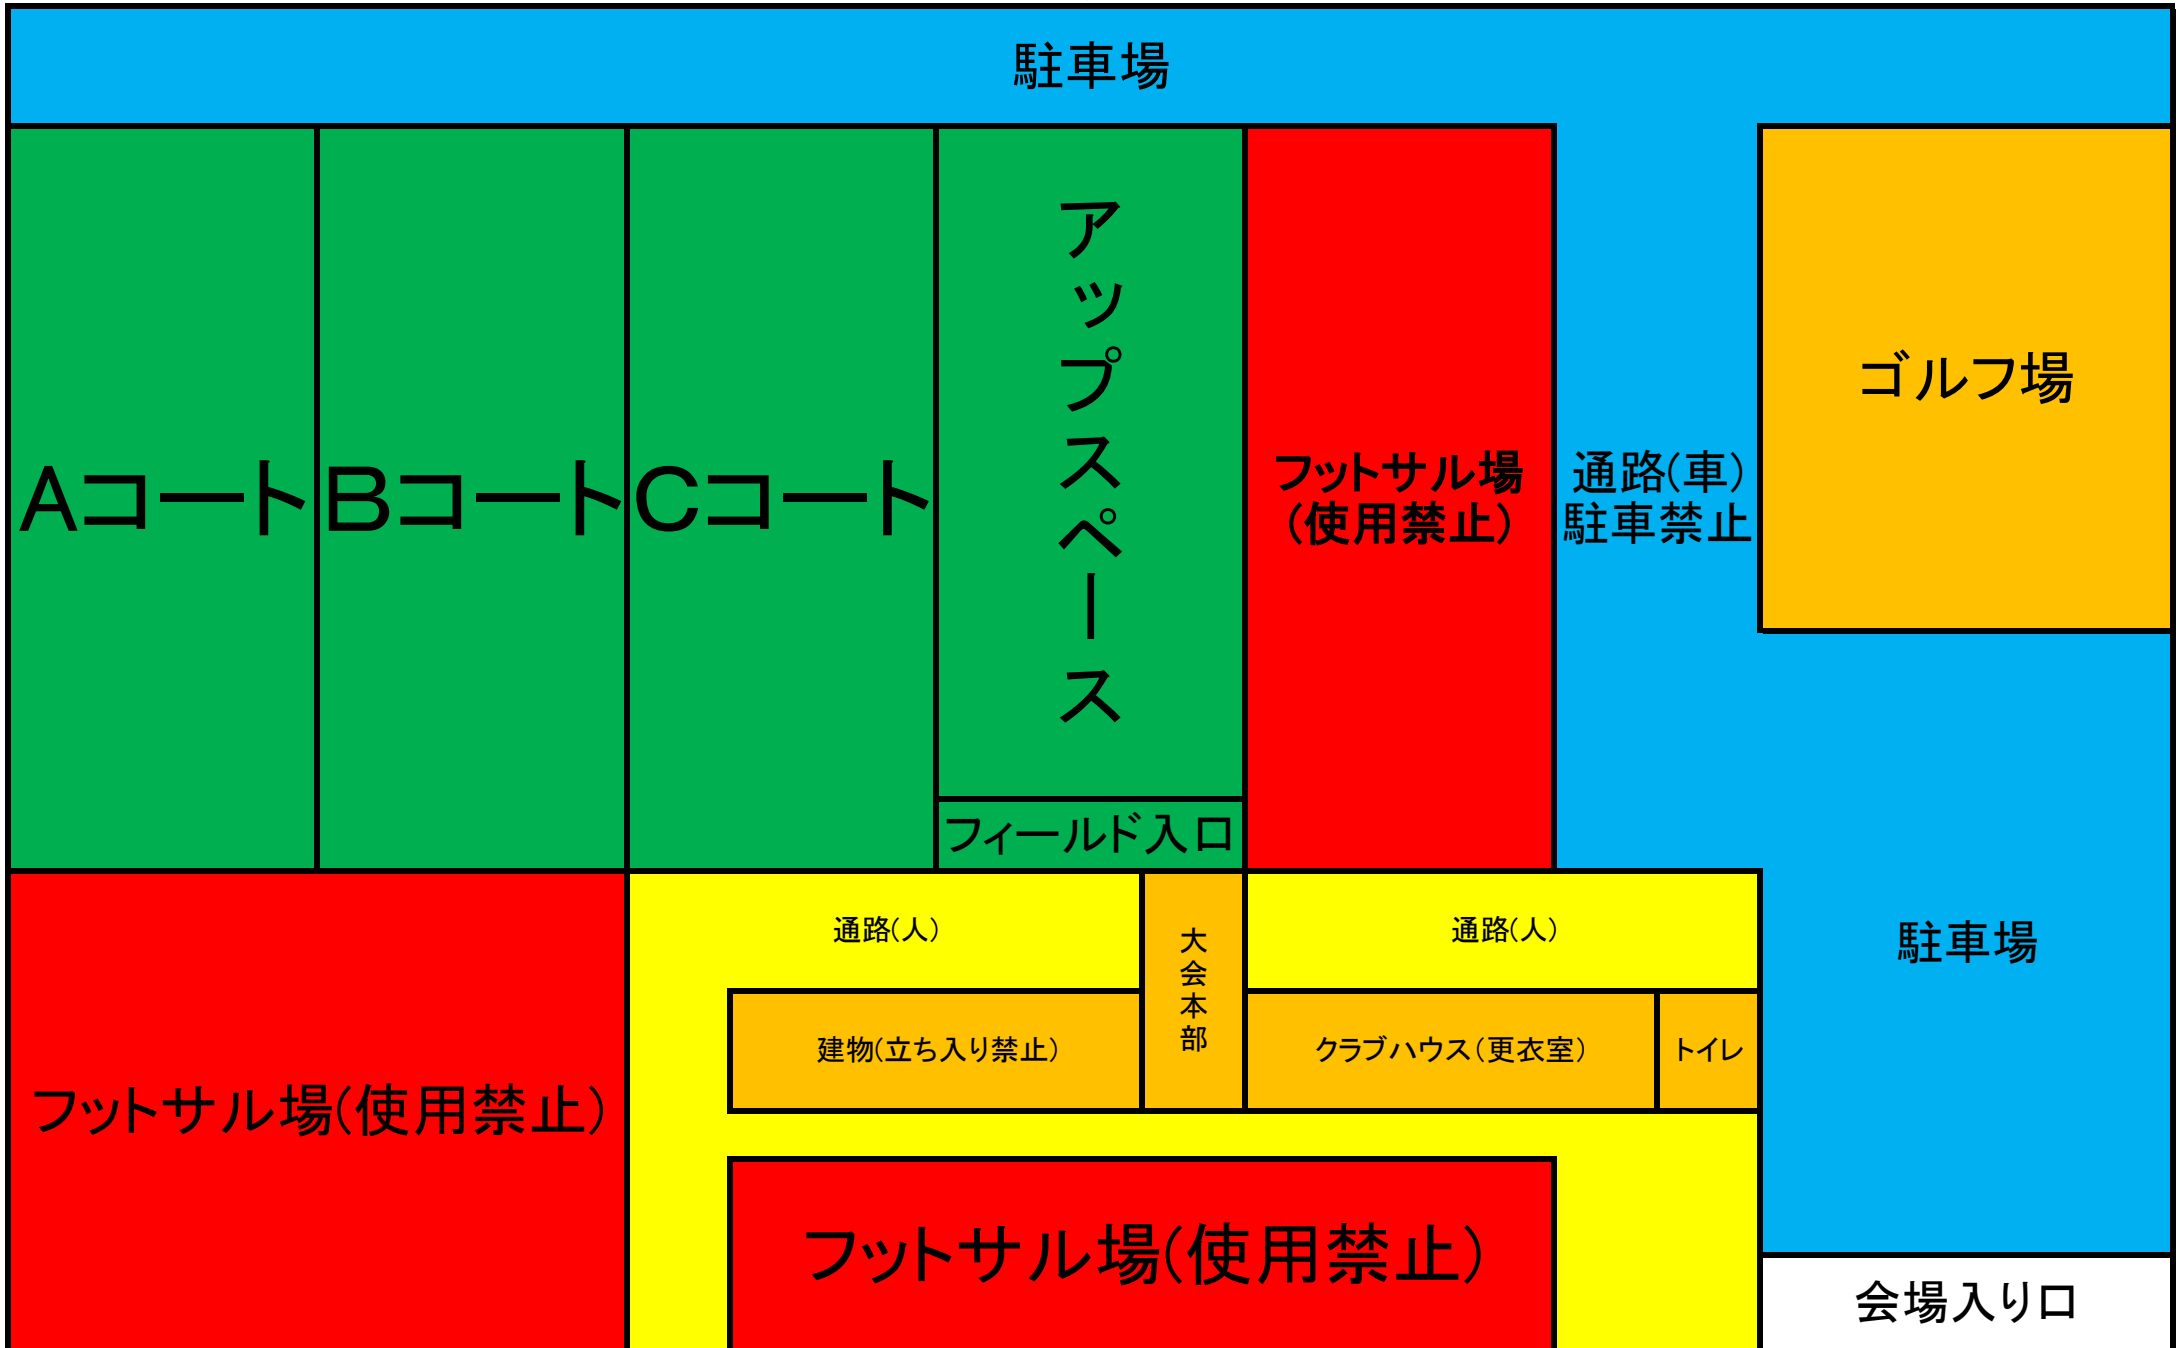 駐車場
Aコート
Bコート
Cコート
アップスペース
フットサル場
(使用禁止)
通路(車)
駐車禁止
ゴルフ場
フィールド入口
通路(人)
大会本部
通路(人)
駐車場
建物(立ち入り禁止)
クラブハウス(更衣室)
トイレ
フットサル場(使用禁止)
フットサル場(使用禁止)
会場入り口